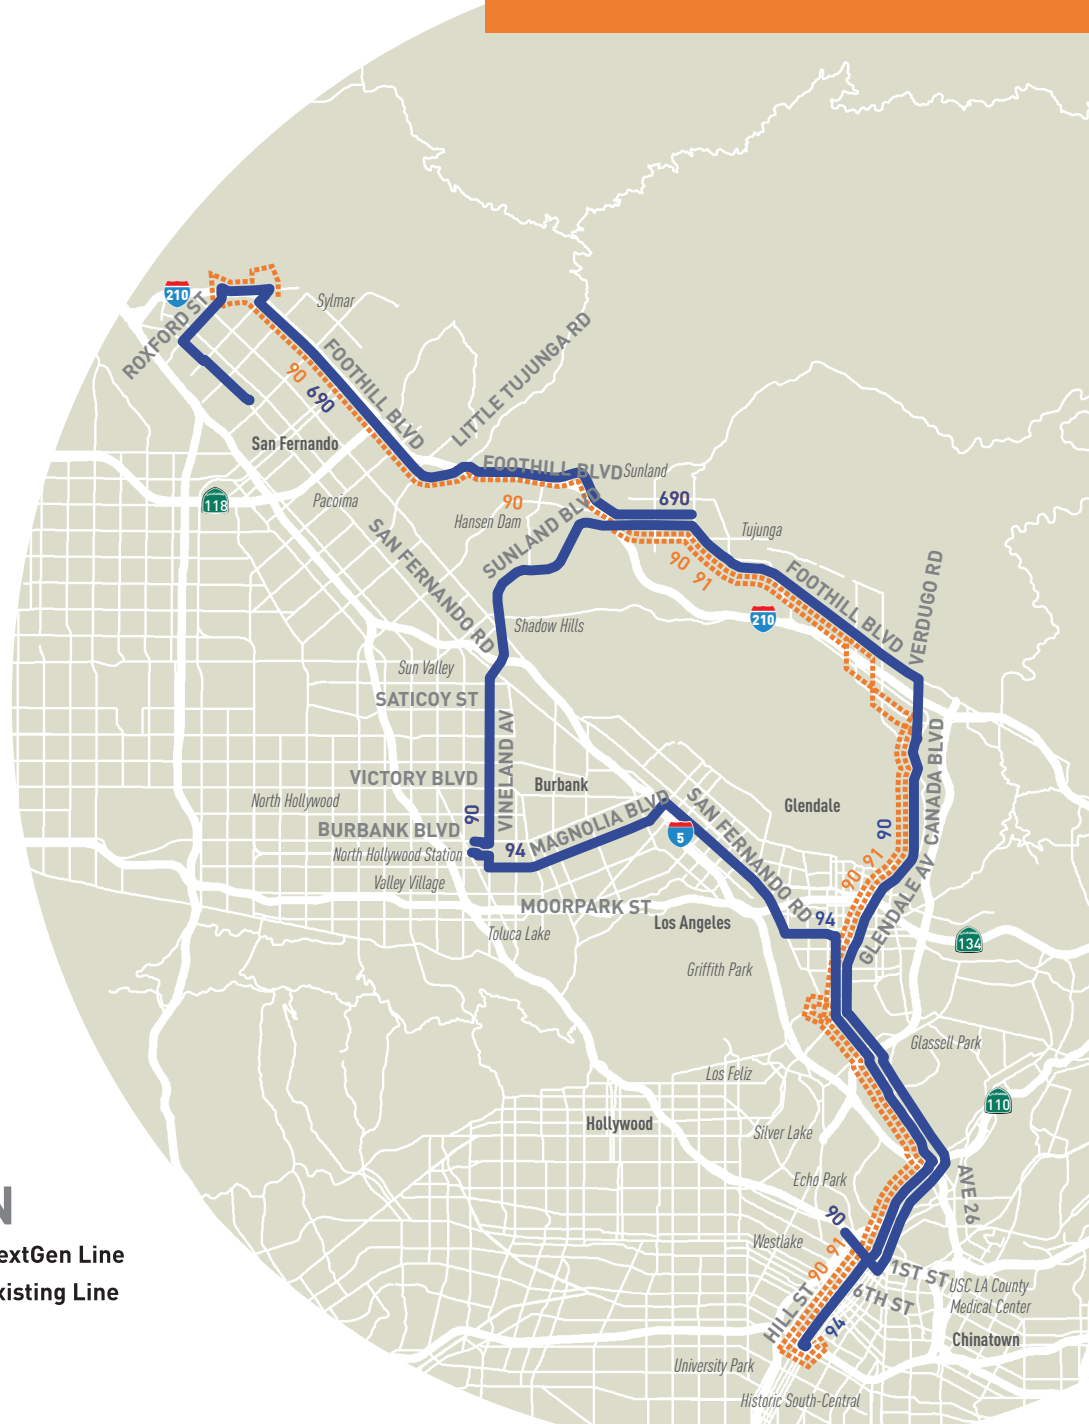 210
ROXFORD ST
Sylmar
LITTLE TUJUNGA RD
FOOTHILL BLVD
90
690
San Fernando
FOOTHILL BLVD
Sunland
118
Pacoima
90
690
Hansen Dam
SUNLAND BLVD
Tujunga
SAN FERNANDO RD
90 91
FOOTHILL BLVD
VERDUGO RD
210
Shadow Hills
Sun Valley
SATICOY ST
VINELAND AV
CANADA BLVD
VICTORY BLVD
Burbank
North Hollywood
90
BURBANK BLVD
MAGNOLIA BLVD
SAN FERNANDO RD
Glendale
5
90
North Hollywood Station
94
Valley Village
90 91
GLENDALE AV
MOORPARK ST
Los Angeles
94
Toluca Lake
134
Griffith Park
Glassell Park
Los Feliz
110
Hollywood
Silver Lake
Echo Park
AVE 26
N
90
Westlake
90 91
extGen Line
1ST ST
USC LA County
Medical Center
xisting Line
6TH ST
HILL ST
94
Chinatown
University Park
Historic South-Central